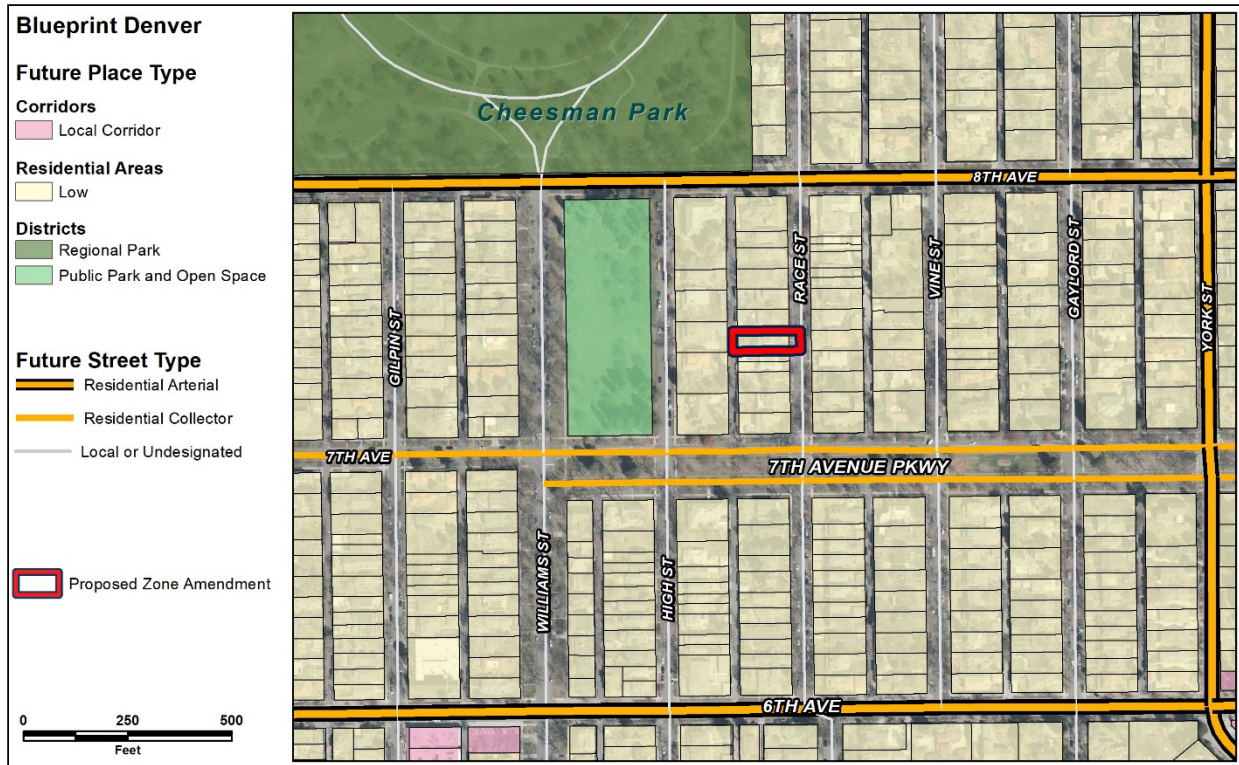 Blueprint Denver
Future Place Type
Corridors
Local Corridor
Residential Areas
Low
Districts
Regional Park
Public Park and Open Space
Future Street Type
Residential Arterial
Residential Collector
Local or Undesignated
Proposed Zone Amendment
0 250 500
Feet
Cheesman Park
8TH AVE
GILPIN ST
RACE ST
VINE ST
GAYLORD ST
YORK ST
7TH AVE
7TH AVENUE PKWY
WILLIAMS ST
HIGH ST
6TH AVE